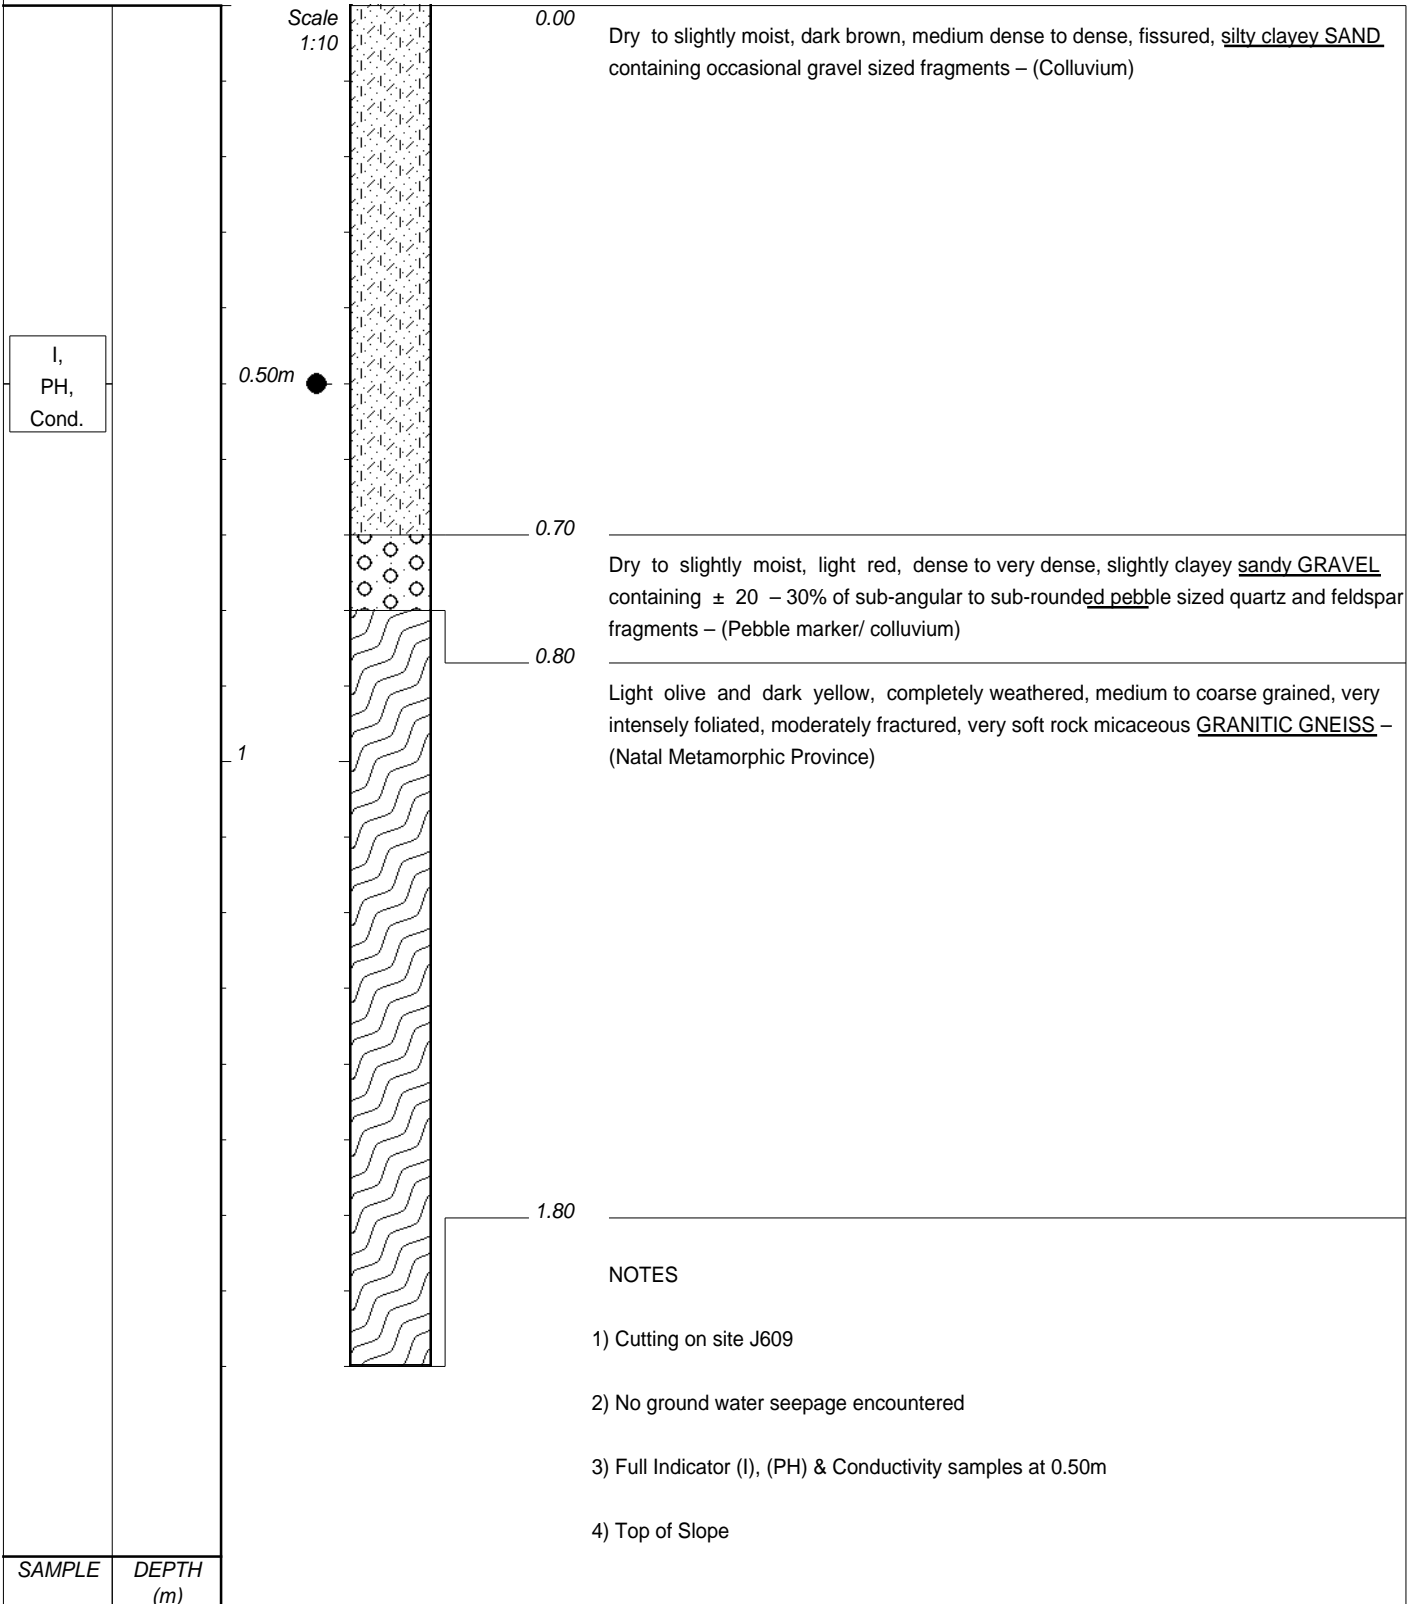 Scale
1:10
0.00
Dry to slightly moist, dark brown, medium dense to dense, fissured, silty clayey SAND
containing occasional gravel sized fragments – (Colluvium)
I,
PH,
Cond.
0.50m
0.70
Dry to slightly moist, light red, dense to very dense, slightly clayey sandy GRAVEL
containing ± 20 – 30% of sub-angular to sub-rounded pebble sized quartz and feldspar
fragments – (Pebble marker/ colluvium)
0.80
Light olive and dark yellow, completely weathered, medium to coarse grained, very
intensely foliated, moderately fractured, very soft rock micaceous GRANITIC GNEISS –
(Natal Metamorphic Province)
1
1.80
NOTES
1) Cutting on site J609
2) No ground water seepage encountered
3) Full Indicator (I), (PH) & Conductivity samples at 0.50m
4) Top of Slope
SAMPLE
DEPTH
(m)